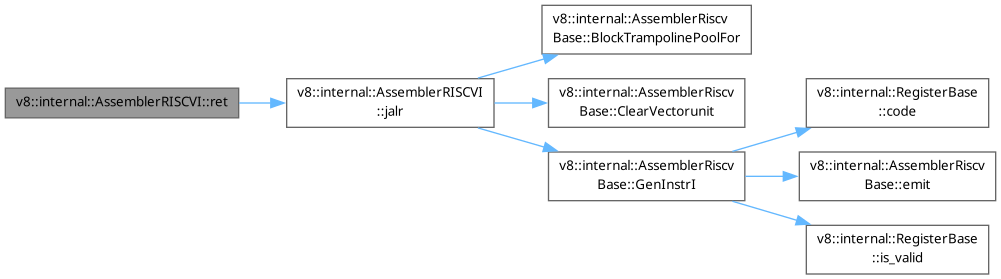 v8::internal::AssemblerRISCVI::ret
v8::internal::AssemblerRISCVI
::jalr
v8::internal::AssemblerRiscv
Base::BlockTrampolinePoolFor
v8::internal::AssemblerRiscv
Base::ClearVectorunit
v8::internal::AssemblerRiscv
Base::GenInstrI
v8::internal::RegisterBase
::code
v8::internal::AssemblerRiscv
Base::emit
v8::internal::RegisterBase
::is_valid